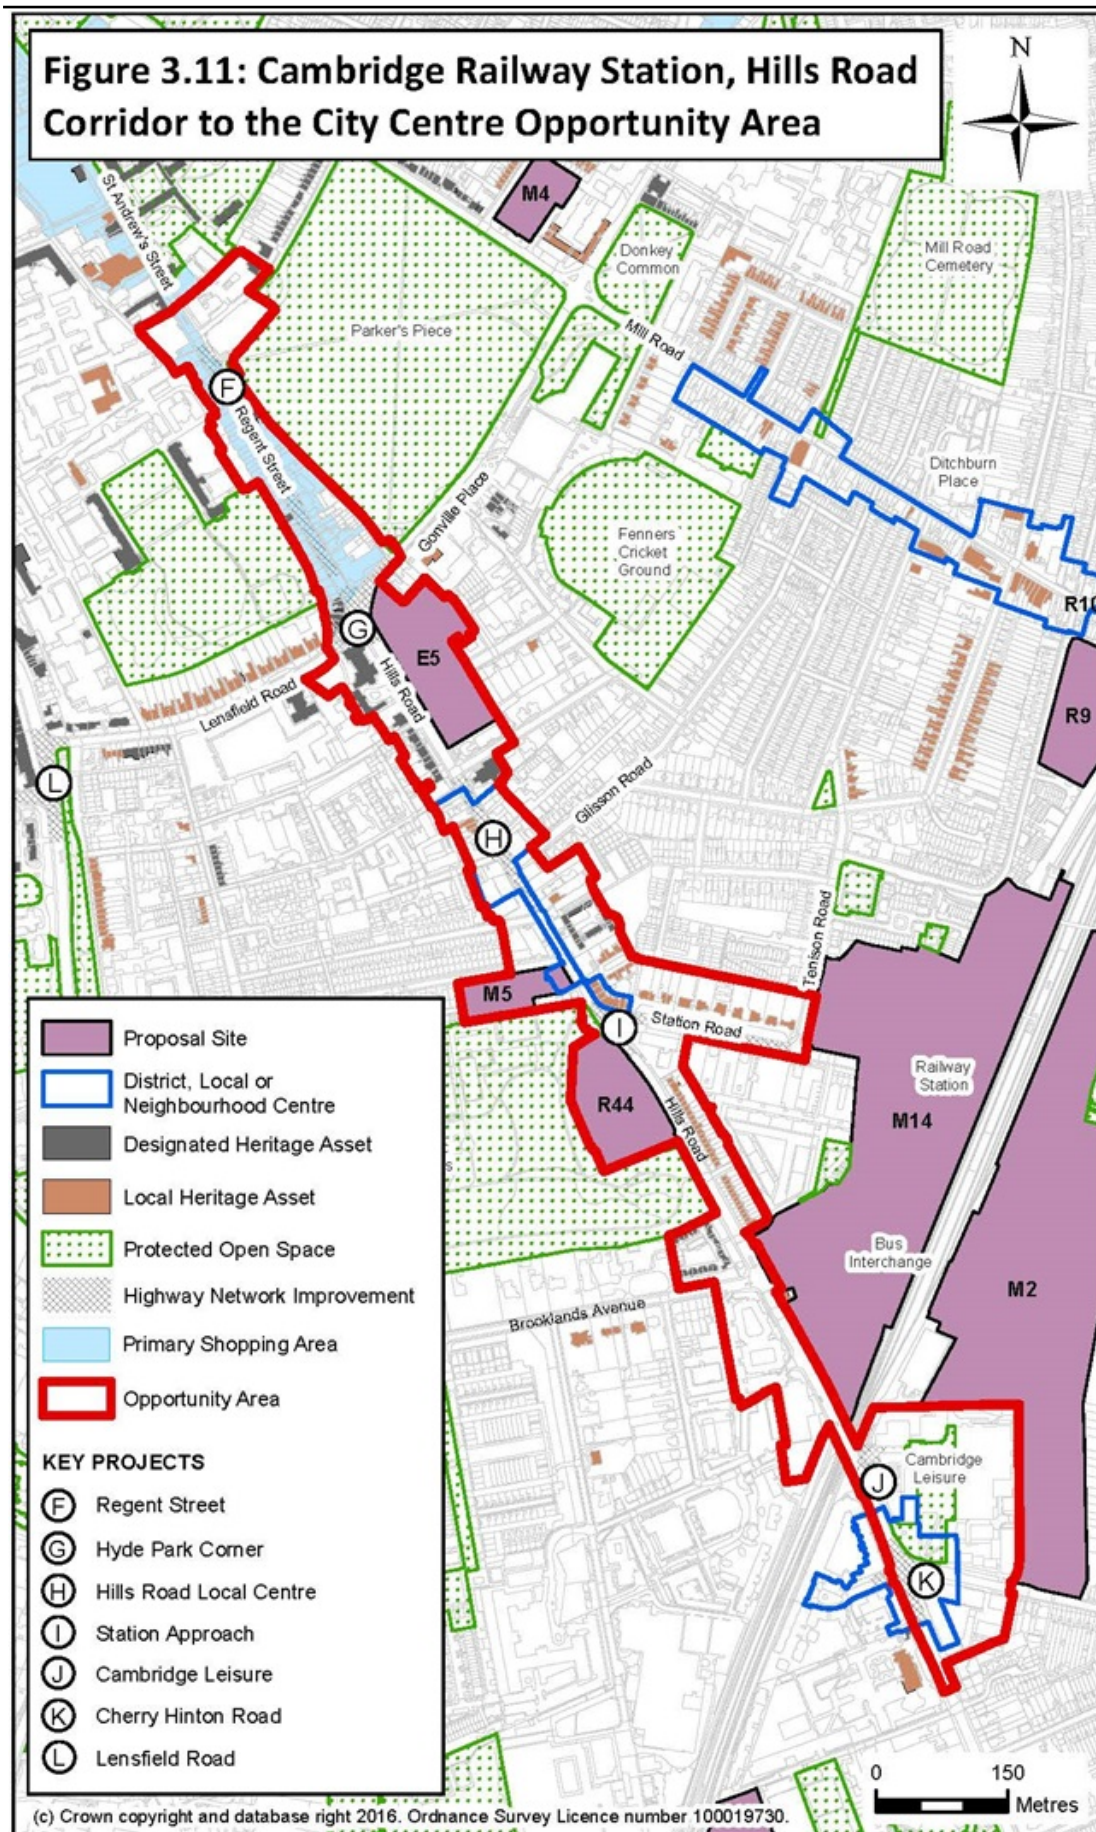 Figure 3.11: Cambridge Railway Station, Hills Road
Corridor to the City Centre Opportunity Area
N
St Andrew's Street
M4
Donkey
Common
Mill Road
Cemetery
Parker's Piece
Mill Road
F
Regent Street
Ditchburn
Place
Gonville Place
Fenners
Cricket
Ground
R10
G
E5
Hills Road
Lensfield Road
R9
L
Glisson Road
H
Tenison Road
M5
I
Station Road
Railway
Station
R44
Hills Road
M14
Bus
Interchange
M2
Brooklands Avenue
Cambridge
Leisure
J
K
Proposal Site
District, Local or
Neighbourhood Centre
Designated Heritage Asset
Local Heritage Asset
Protected Open Space
Highway Network Improvement
Primary Shopping Area
Opportunity Area
KEY PROJECTS
F Regent Street
G Hyde Park Corner
H Hills Road Local Centre
I Station Approach
J Cambridge Leisure
K Cherry Hinton Road
L Lensfield Road
0 150
Metres
(c) Crown copyright and database right 2016. Ordnance Survey Licence number 100019730.